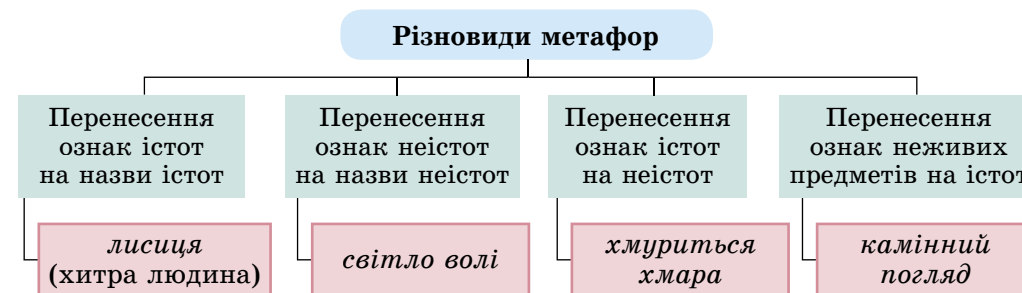 Різновиди метафор
Перенесення
ознак істот
на назви істот
Перенесення
ознак неістот
на назви неістот
Перенесення
ознак істот
на неістот
Перенесення
ознак неживих
предметів на істот
лисиця
(хитра людина)
світло волі
хмуриться
хмара
камінний
погляд